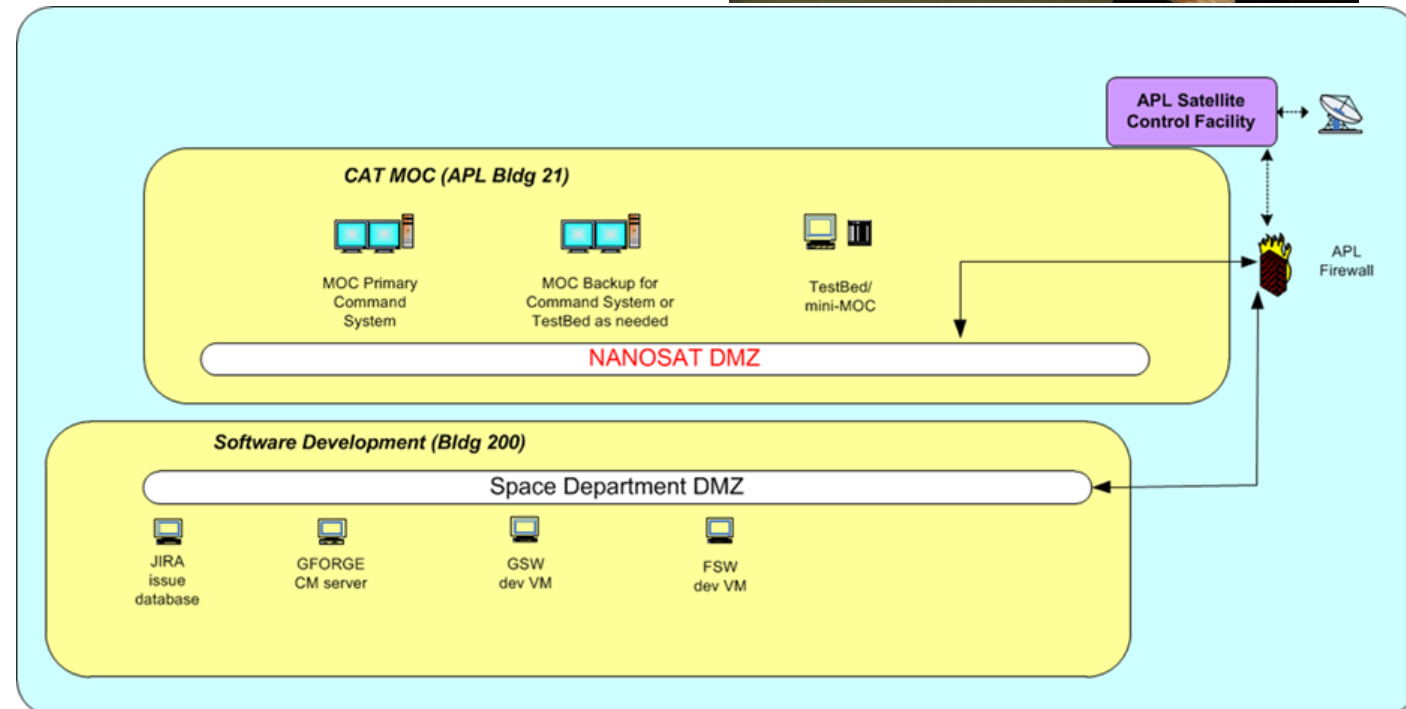 APL Satellite
Control Facility
CAT MOC (APL Bldg 21)
MOC Primary
Command
System
MOC Backup for
Command System or
TestBed as needed
TestBed/
mini-MOC
APL
Firewall
NANOSAT DMZ
Software Development (Bldg 200)
Space Department DMZ
JIRA
issue
database
GFORGE
CM server
GSW
dev VM
FSW
dev VM